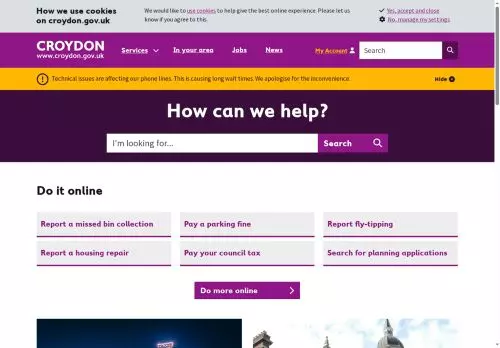 How we use cookies
on croydon.gov.uk
We would like to use cookies to help give the best online experience. Please let
us know if you agree to this.
Yes, accept and close
No, manage my settings
CROYDON
www.croydon.gov.uk
Services
In your area
Jobs
News
My Account
Search
Technical issues are affecting our phone lines. This is causing long wait times. We apologise for the inconvenience.
Hide
How can we help?
I'm looking for...
Search
Do it online
Report a missed bin collection
Pay a parking fine
Report fly-tipping
Report a housing repair
Pay your council tax
Search for planning applications
Do more online